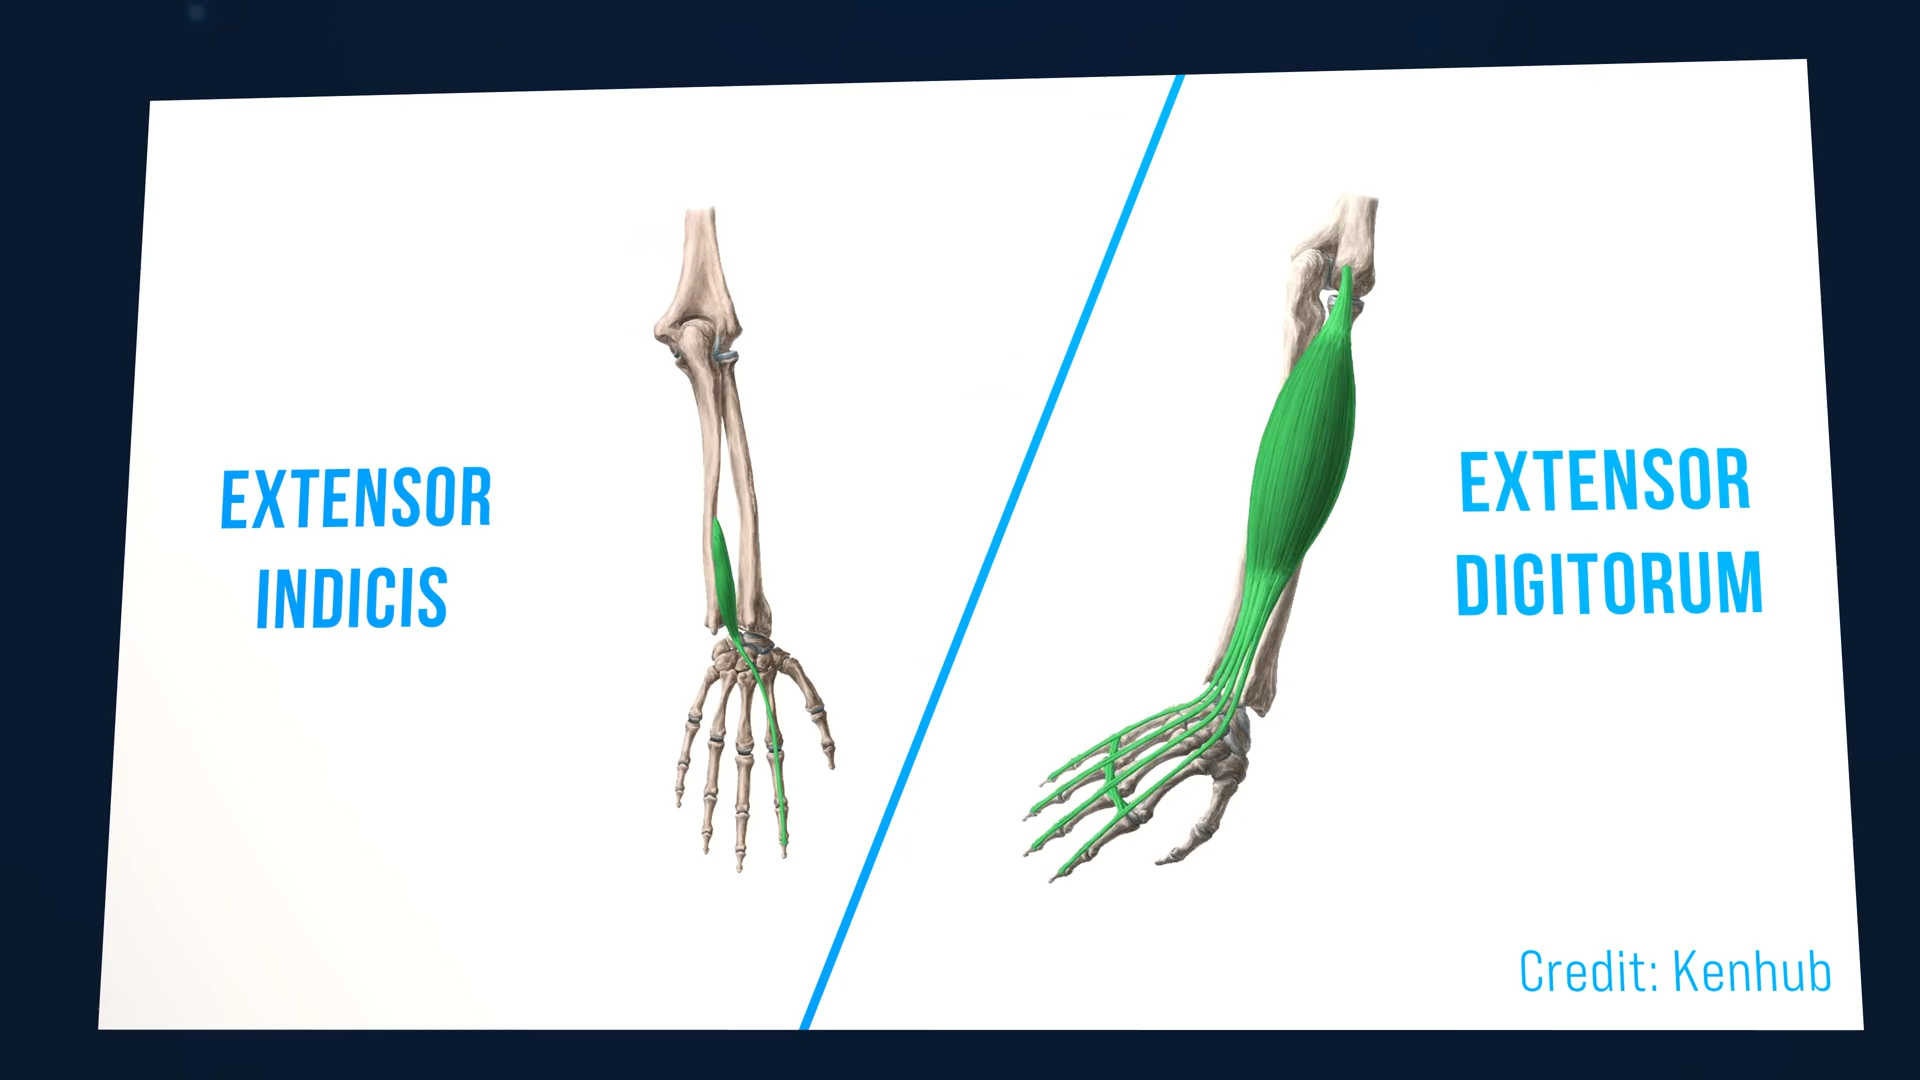 EXTENSOR
INDICIS
EXTENSOR
DIGITORUM
Credit: Kenhub